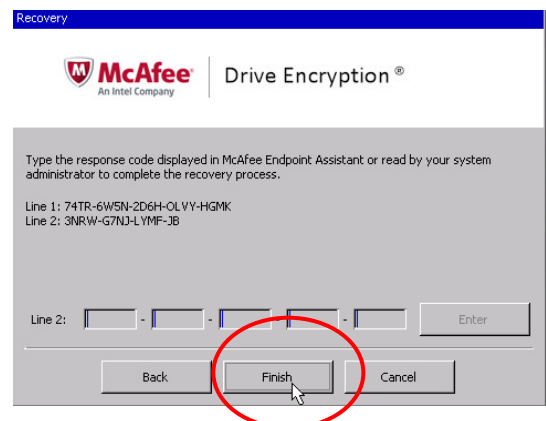 Recovery
McAfee®
An Intel Company
Drive Encryption ®
Type the response code displayed in McAfee Endpoint Assistant or read by your system
administrator to complete the recovery process.
Line 1: 74TR-6W5N-2D6H-OLVY-HGMK
Line 2: 3NRW-G7NJ-LYMF-JB
Line 2: - - - - Enter
Back Finish Cancel